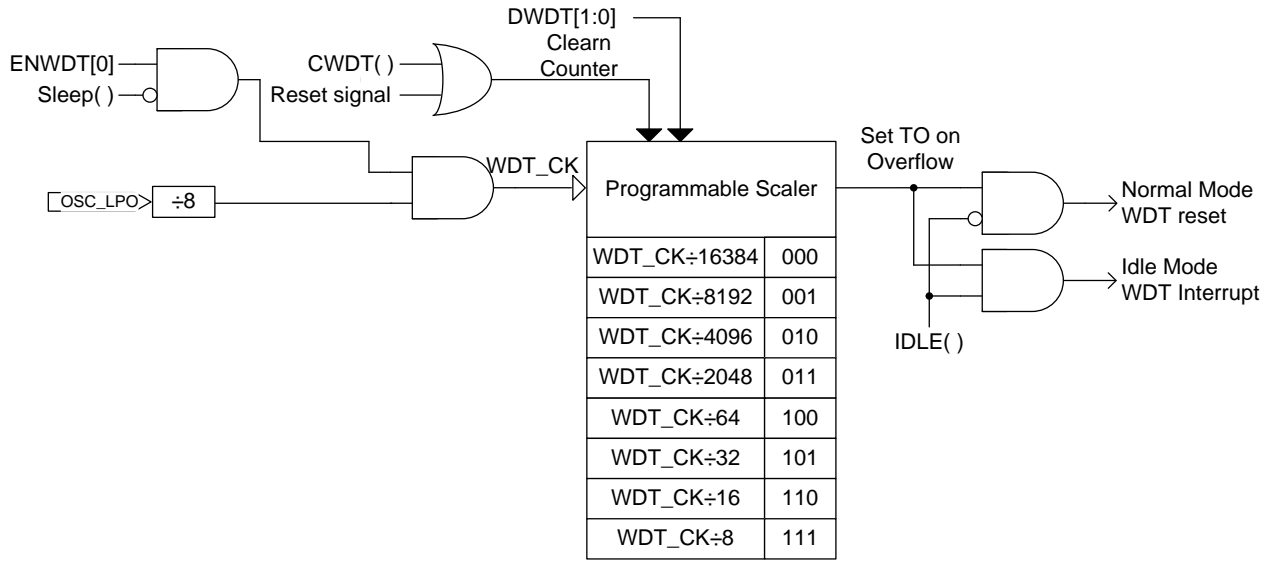 DWDT[1:0]
Clearn
Counter
ENWDT[0]
Sleep( )
CWDT( )
Reset signal
OSC_LPO
÷8
WDT_CK
Programmable Scaler
WDT_CK÷16384 000
WDT_CK÷8192 001
WDT_CK÷4096 010
WDT_CK÷2048 011
WDT_CK÷64 100
WDT_CK÷32 101
WDT_CK÷16 110
WDT_CK÷8 111
Set TO on
Overflow
Normal Mode
WDT reset
Idle Mode
WDT Interrupt
IDLE( )